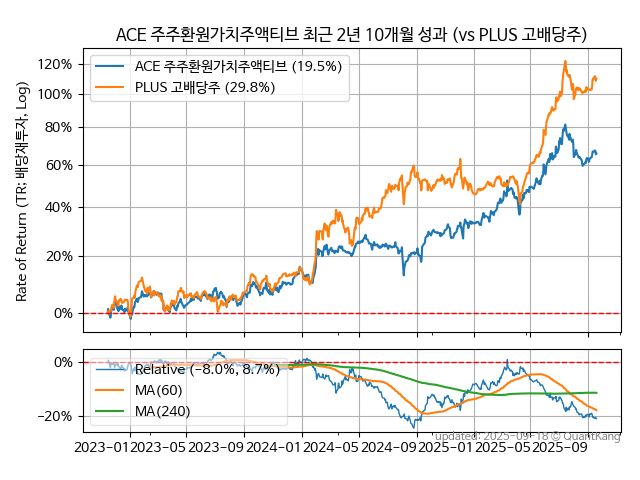 ACE 주주환원가치주액티브 최근 2년 10개월 성과 (vs PLUS 고배당주)
Rate of Return (TR: 배당재투자, Log)
120%
100%
80%
60%
40%
20%
0%
ACE 주주환원가치주액티브 (19.5%)
PLUS 고배당주 (29.8%)
0%
−20%
Relative (−8.0%, 8.7%)
MA(60)
MA(240)
2023−01
2023−05
2023−09
2024−01
2024−05
2024−09
2025−01
2025−05
2025−09
updated: 2025−09−18 © QuantKang